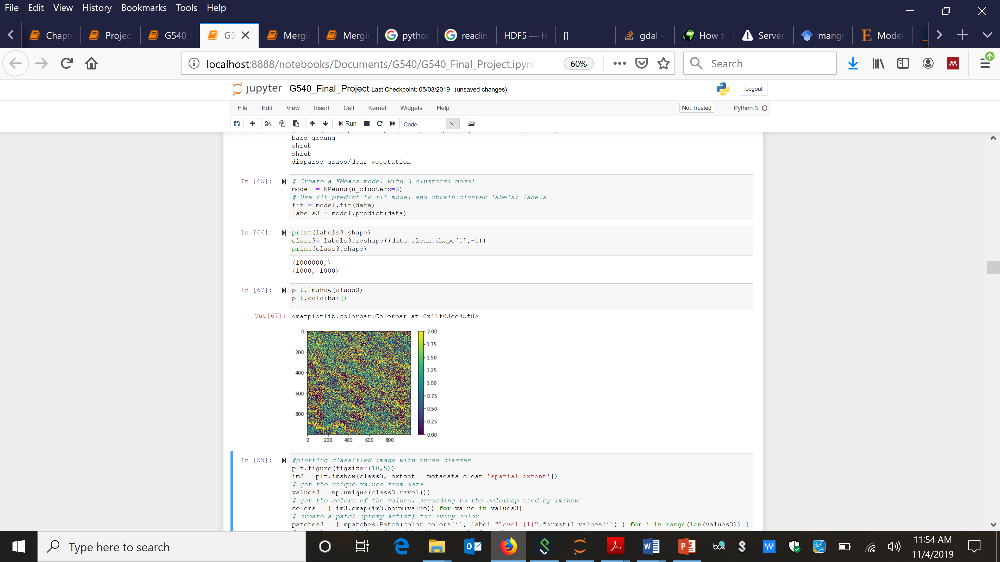 File Edit View History Bookmarks Tools Help
Chapt Projec G540_ G5 Mergi Mergi pytho readin HDF5 — H [] gdal - How t Server mang Model
localhost:8888/notebooks/Documents/G540/G540_Final_Project.ipyn 60% Search
jupyter G540_Final_Project Last Checkpoint: 05/03/2019 (unsaved changes) Logout
File Edit View Insert Cell Kernel Widgets Help Not Trusted Python 3
Run Code
bare groung
shrub
shrub
disparse grass/dear vegetation
In [65]: # Create a KMeans model with 3 clusters: model
model = KMeans(n_clusters=3)
# Use fit_predict to fit model and obtain cluster labels: labels
fit = model.fit(data)
labels3 = model.predict(data)
In [66]: print(labels3.shape)
class3= labels3.reshape((data_clean.shape[1],-1))
print(class3.shape)
(1000000,)
(1000, 1000)
In [67]: plt.imshow(class3)
plt.colorbar()
Out[67]: <matplotlib.colorbar.Colorbar at 0x11f03cc45f8>
0 2.00
1.75
200 1.50
1.25
400 1.00
600 0.75
0.50
800 0.25
0.00
0 200 400 600 800
In [59]: #plotting classified image with three classes
plt.figure(figsize=(10,5))
im3 = plt.imshow(class3, extent = metadata_clean['spatial extent'])
# get the unique values from data
values3 = np.unique(class3.ravel())
# get the colors of the values, according to the colormap used by imshow
colors = [ im3.cmap(im3.norm(value)) for value in values3]
# create a patch (proxy artist) for every color
patches3 = [ mpatches.Patch(color=colors[i], label="Level {l}".format(l=values[i]) ) for i in range(len(values3)) ]
Type here to search box 11:54 AM
11/4/2019